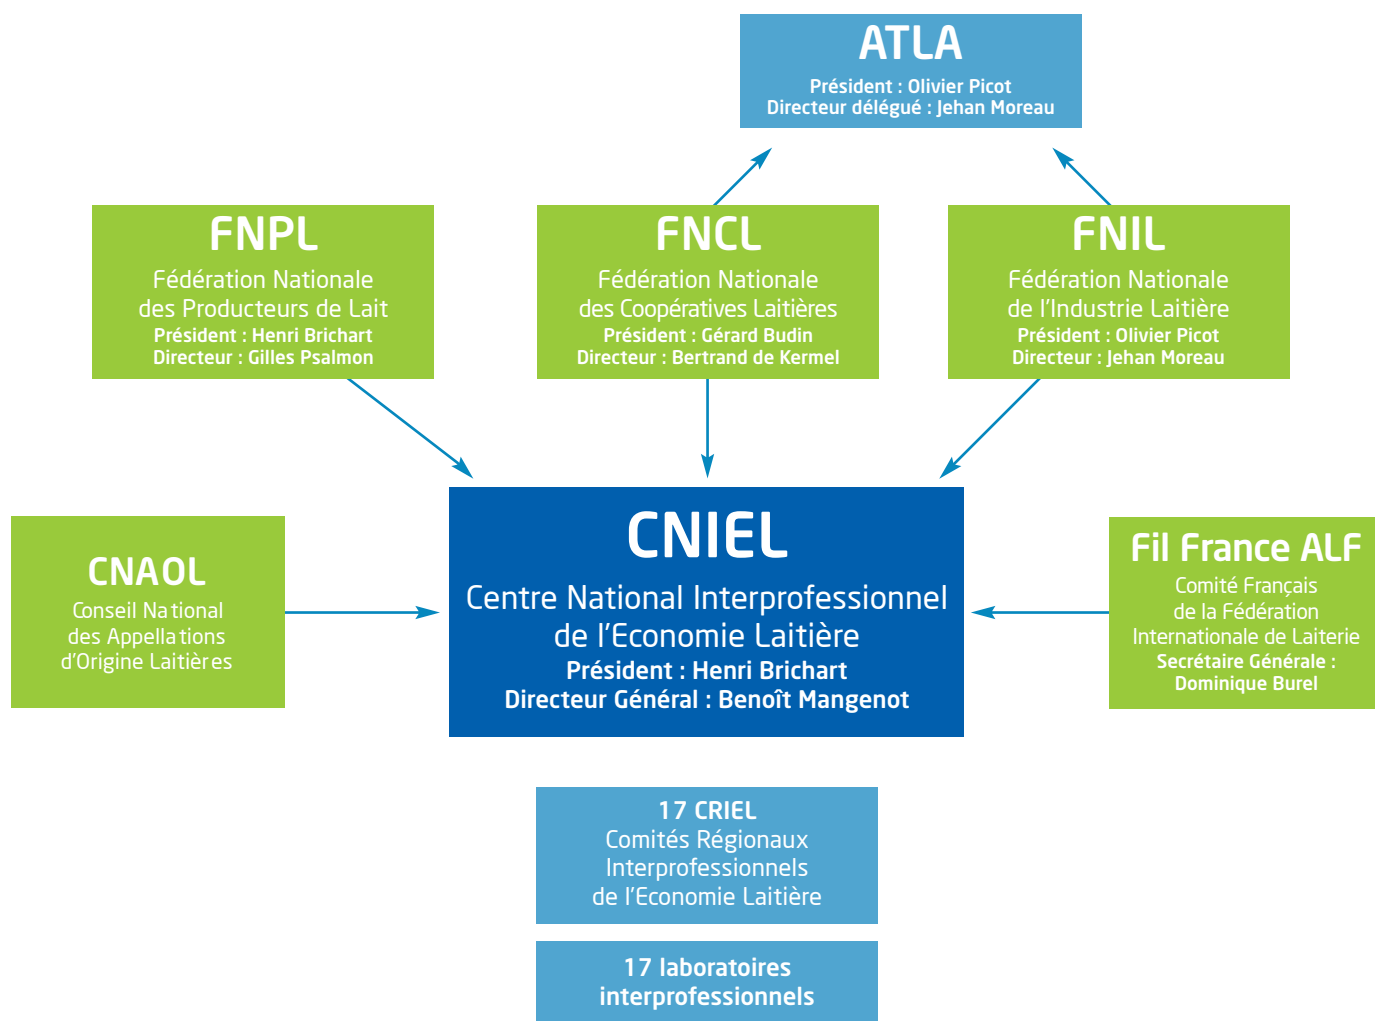 ATLA
Président : Olivier Picot
Directeur délégué : Jehan Moreau
FNPL
Fédération Nationale
des Producteurs de Lait
Président : Henri Brichart
Directeur : Gilles Psalmon
FNCL
Fédération Nationale
des Coopératives Laitières
Président : Gérard Budin
Directeur : Bertrand de Kermel
FNIL
Fédération Nationale
de l'Industrie Laitière
Président : Olivier Picot
Directeur : Jehan Moreau
CNAOL
Conseil National
des Appellations
d'Origine Laitières
CNIEL
Centre National Interprofessionnel
de l'Economie Laitière
Président : Henri Brichart
Directeur Général : Benoît Mangenot
Fil France ALF
Comité Français
de la Fédération
Internationale de Laiterie
Secrétaire Générale :
Dominique Burel
17 CRIEL
Comités Régionaux
Interprofessionnels
de l'Economie Laitière
17 laboratoires
interprofessionnels